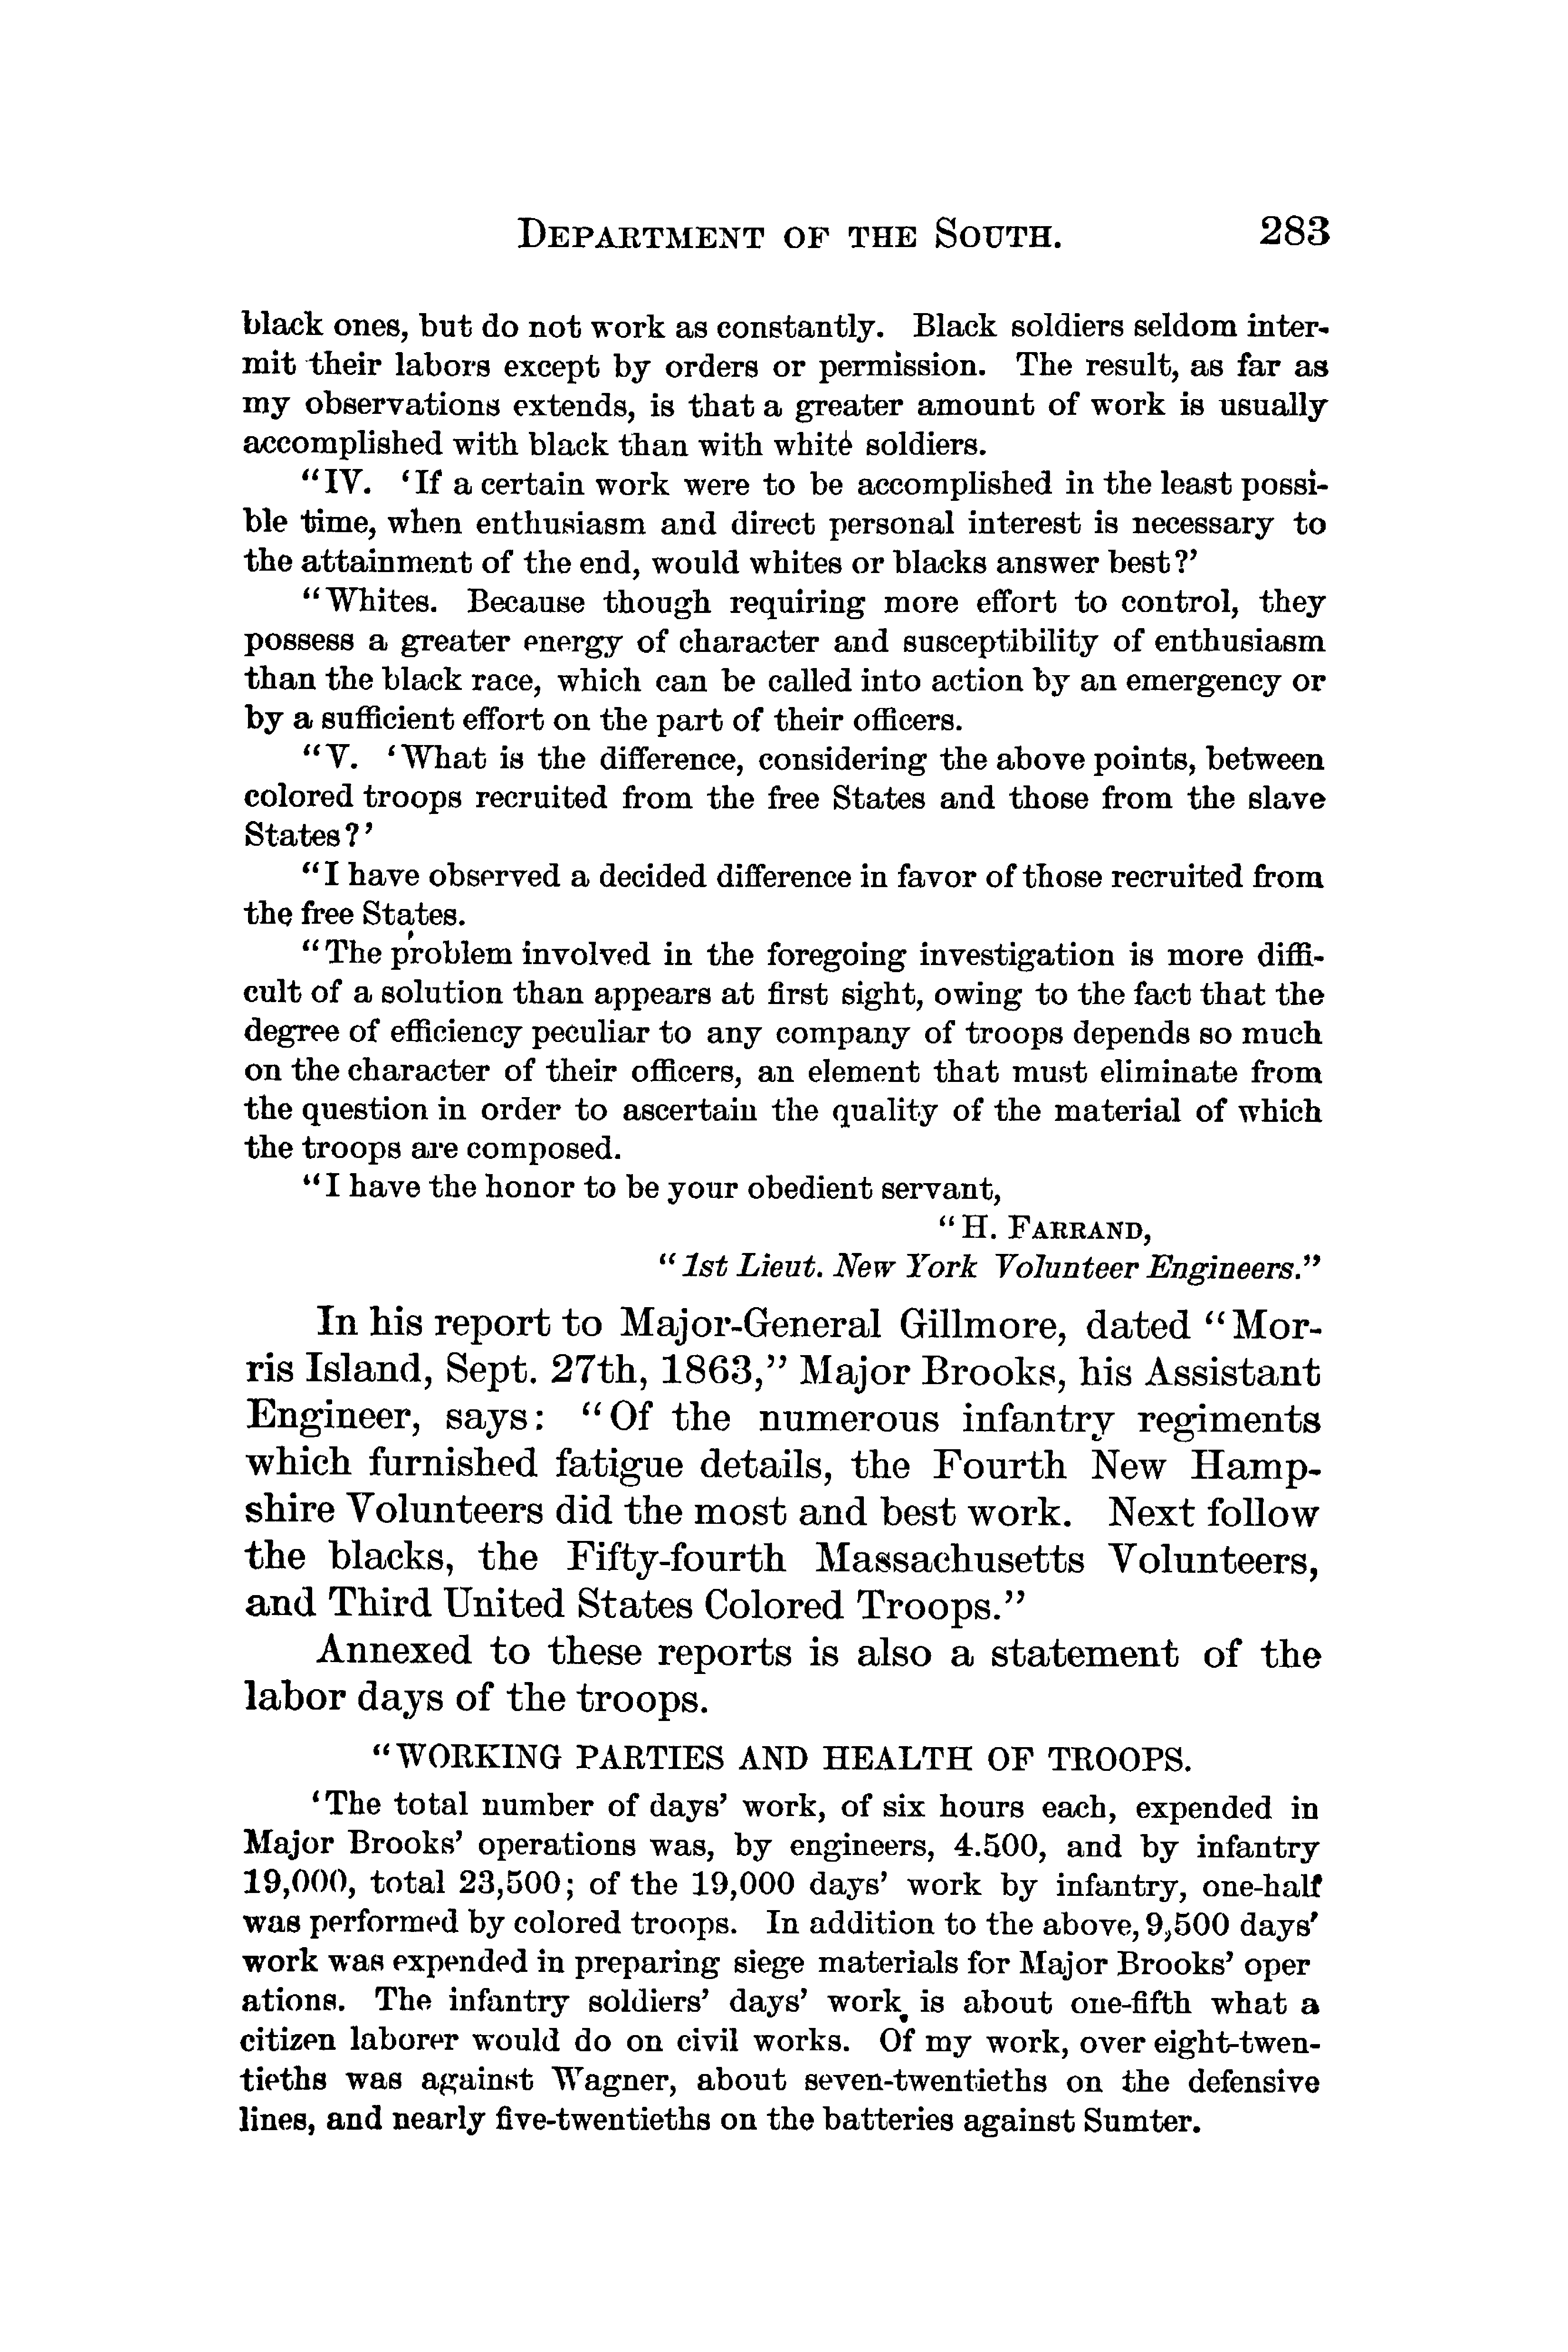 DEPARTMENT OF THE SOUTH. 283
black ones, but do not work as constantly. Black soldiers seldom inter-
mit their labors except by orders or permission. The result, as far as
my observations extends, is that a greater amount of work is usually
accomplished with black than with white soldiers.
“IV. ‘If a certain work were to be accomplished in the least possi-
ble time, when enthusiasm and direct personal interest is necessary to
the attainment of the end, would whites or blacks answer best?’
“Whites. Because though requiring more effort to control, they
possess a greater energy of character and susceptibility of enthusiasm
than the black race, which can be called into action by an emergency or
by a sufficient effort on the part of their officers.
“V. ‘What is the difference, considering the above points, between
colored troops recruited from the free States and those from the slave
States?’
“I have observed a decided difference in favor of those recruited from
the free States.
“The problem involved in the foregoing investigation is more diffi-
cult of a solution than appears at first sight, owing to the fact that the
degree of efficiency peculiar to any company of troops depends so much
on the character of their officers, an element that must eliminate from
the question in order to ascertain the quality of the material of which
the troops are composed.
“I have the honor to be your obedient servant,
“H. FARRAND,
“1st Lieut. New York Volunteer Engineers.”
In his report to Major-General Gillmore, dated “Mor-
ris Island, Sept. 27th, 1863,” Major Brooks, his Assistant
Engineer, says: “Of the numerous infantry regiments
which furnished fatigue details, the Fourth New Hamp-
shire Volunteers did the most and best work. Next follow
the blacks, the Fifty-fourth Massachusetts Volunteers,
and Third United States Colored Troops.”
Annexed to these reports is also a statement of the
labor days of the troops.
“WORKING PARTIES AND HEALTH OF TROOPS.
‘The total number of days’ work, of six hours each, expended in
Major Brooks’ operations was, by engineers, 4.500, and by infantry
19,000, total 23,500; of the 19,000 days’ work by infantry, one-half
was performed by colored troops. In addition to the above, 9,500 days’
work was expended in preparing siege materials for Major Brooks’ oper
ations. The infantry soldiers’ days’ work is about one-fifth what a
citizen laborer would do on civil works. Of my work, over eight-twen-
tieths was against Wagner, about seven-twentieths on the defensive
lines, and nearly five-twentieths on the batteries against Sumter.